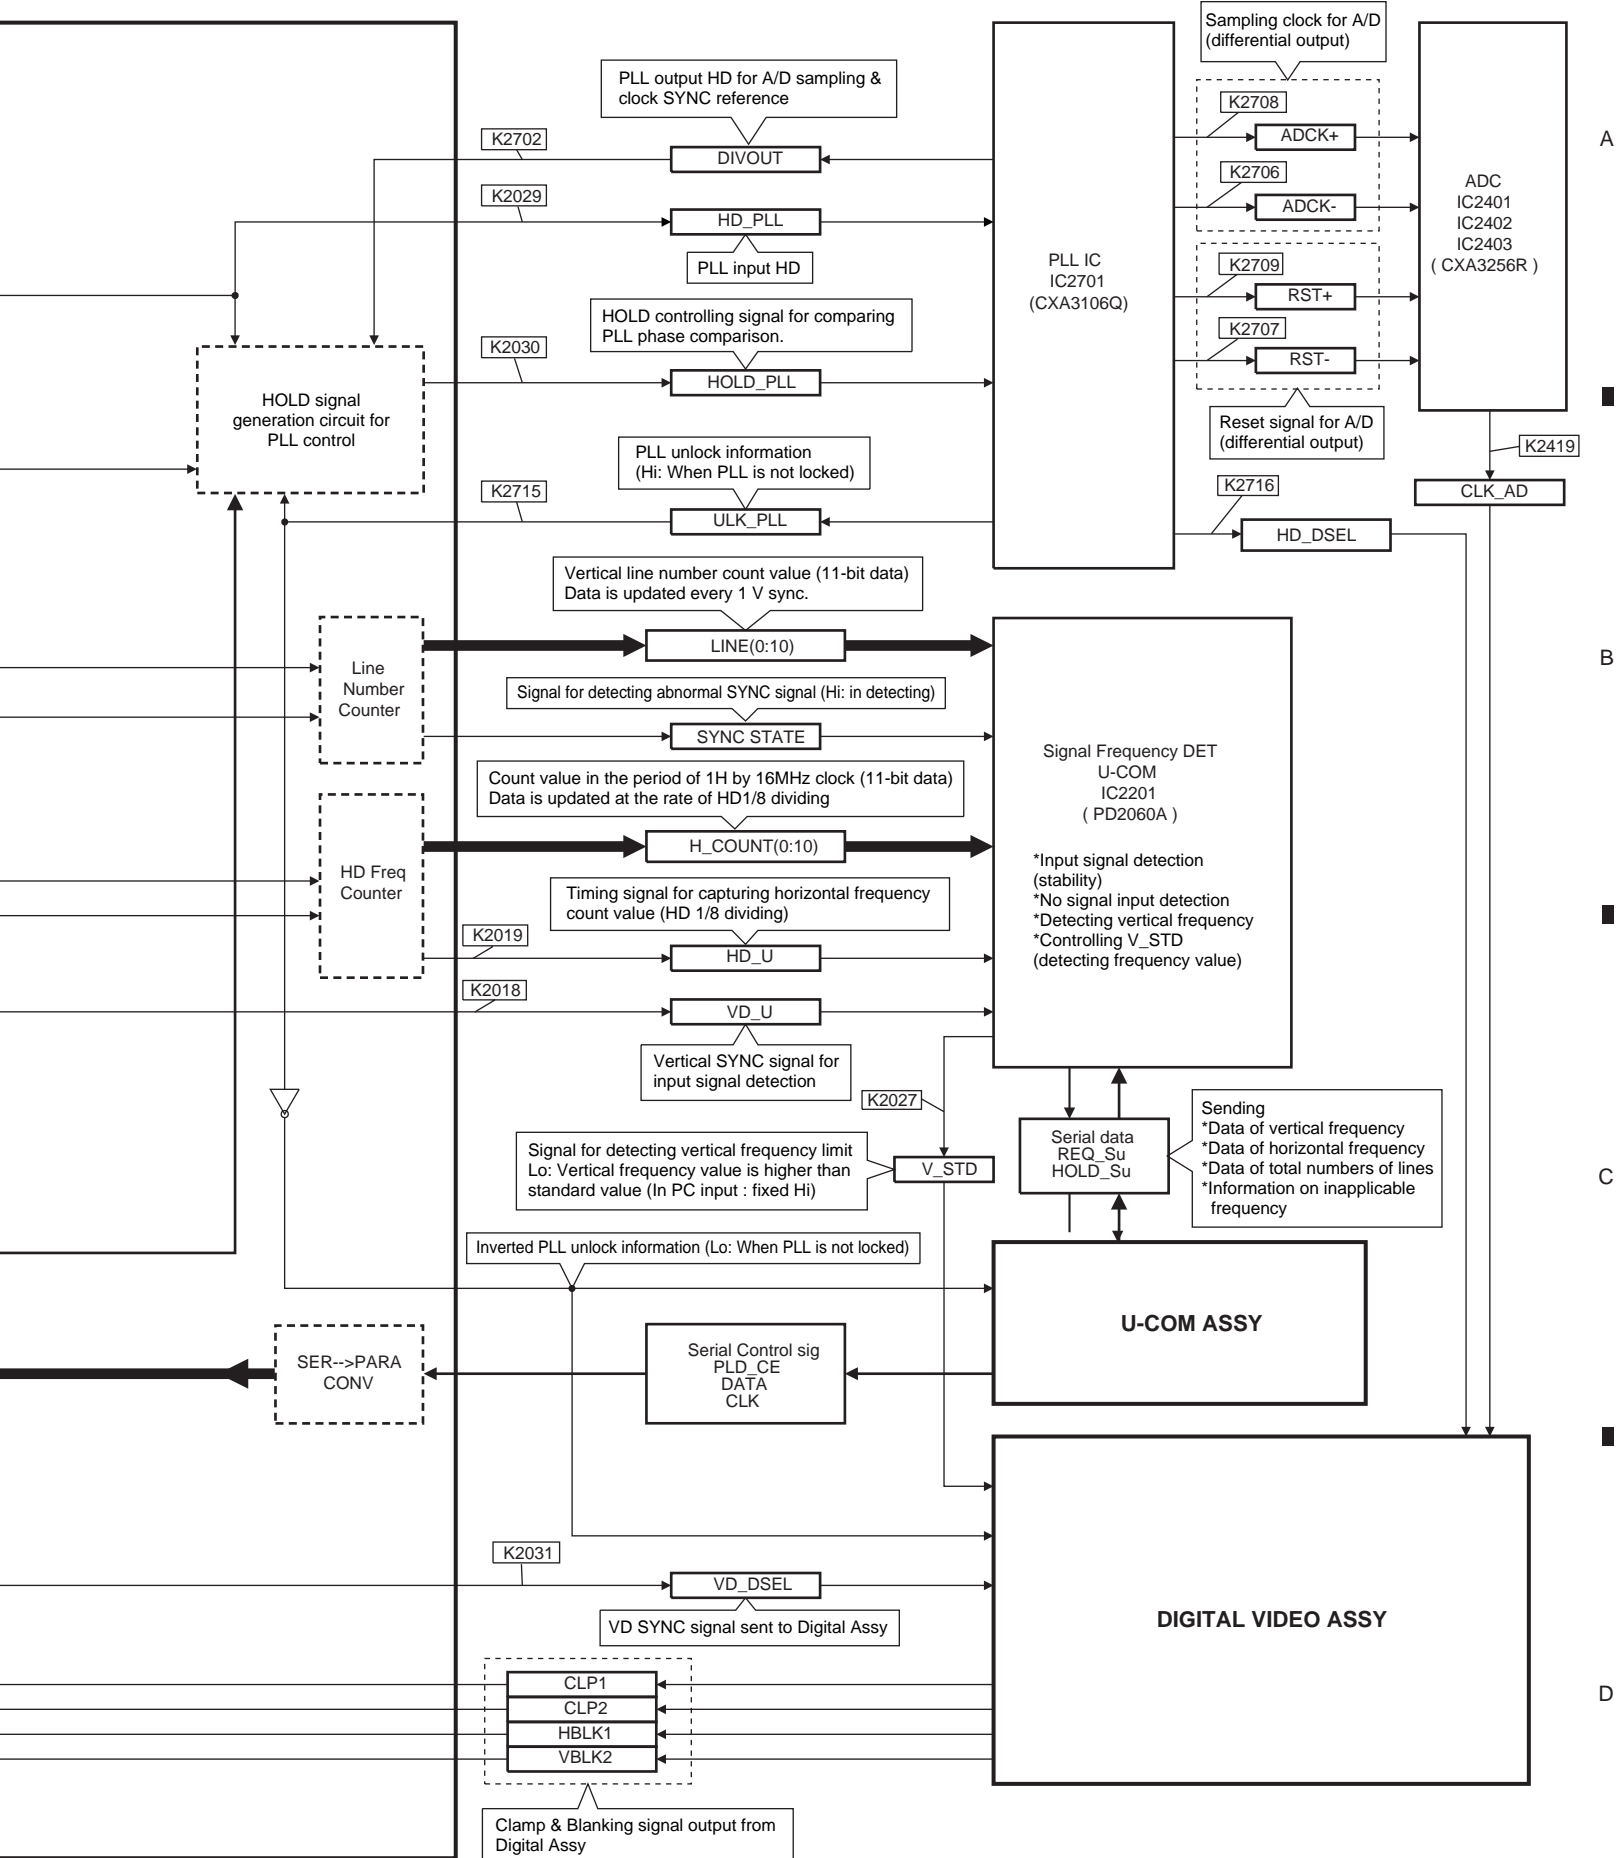 Sampling clock for A/D
(differential output)
PLL output HD for A/D sampling &
clock SYNC reference
K2702
DIVOUT
K2029
HD_PLL
PLL input HD
HOLD controlling signal for comparing
PLL phase comparison.
K2030
HOLD_PLL
HOLD signal
generation circuit for
PLL control
PLL unlock information
(Hi: When PLL is not locked)
K2715
ULK_PLL
PLL IC
IC2701
(CXA3106Q)
K2708
ADCK+
K2706
ADCK-
K2709
RST+
K2707
RST-
Reset signal for A/D
(differential output)
ADC
IC2401
IC2402
IC2403
( CXA3256R )
K2419
CLK_AD
K2716
HD_DSEL
A
Vertical line number count value (11-bit data)
Data is updated every 1 V sync.
LINE(0:10)
Line
Number
Counter
Signal for detecting abnormal SYNC signal (Hi: in detecting)
SYNC STATE
Count value in the period of 1H by 16MHz clock (11-bit data)
Data is updated at the rate of HD1/8 dividing
H_COUNT(0:10)
HD Freq
Counter
Timing signal for capturing horizontal frequency
count value (HD 1/8 dividing)
K2019
HD_U
K2018
VD_U
Vertical SYNC signal for
input signal detection
Signal Frequency DET
U-COM
IC2201
( PD2060A )
*Input signal detection
(stability)
*No signal input detection
*Detecting vertical frequency
*Controlling V_STD
(detecting frequency value)
B
K2027
Signal for detecting vertical frequency limit
Lo: Vertical frequency value is higher than
standard value (In PC input : fixed Hi)
V_STD
Serial data
REQ_Su
HOLD_Su
Sending
*Data of vertical frequency
*Data of horizontal frequency
*Data of total numbers of lines
*Information on inapplicable
frequency
C
Inverted PLL unlock information (Lo: When PLL is not locked)
U-COM ASSY
SER-->PARA
CONV
Serial Control sig
PLD_CE
DATA
CLK
K2031
VD_DSEL
VD SYNC signal sent to Digital Assy
DIGITAL VIDEO ASSY
CLP1
CLP2
HBLK1
VBLK2
D
Clamp & Blanking signal output from
Digital Assy